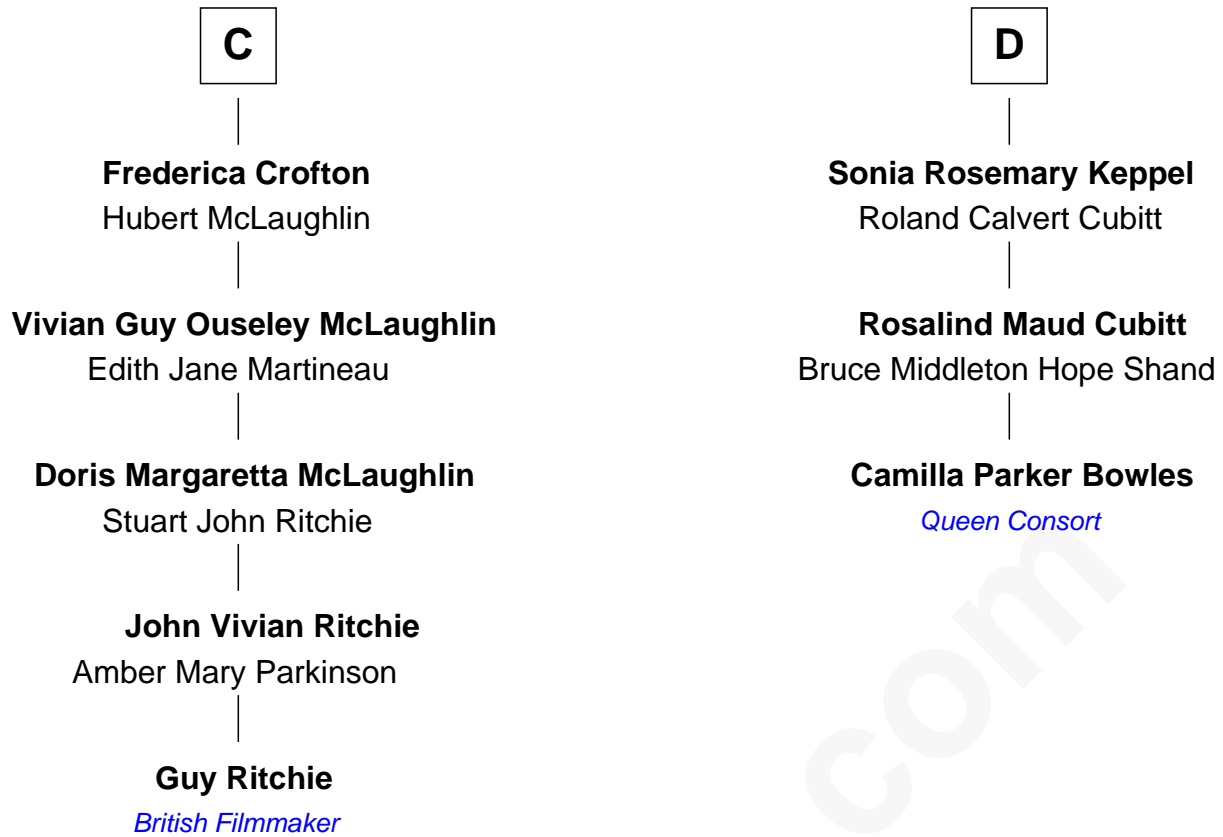 C
Frederica Crofton
Hubert McLaughlin
Vivian Guy Ouseley McLaughlin
Edith Jane Martineau
Doris Margaretta McLaughlin
Stuart John Ritchie
John Vivian Ritchie
Amber Mary Parkinson
Guy Ritchie
British Filmmaker
D
Sonia Rosemary Keppel
Roland Calvert Cubitt
Rosalind Maud Cubitt
Bruce Middleton Hope Shand
Camilla Parker Bowles
Queen Consort
com